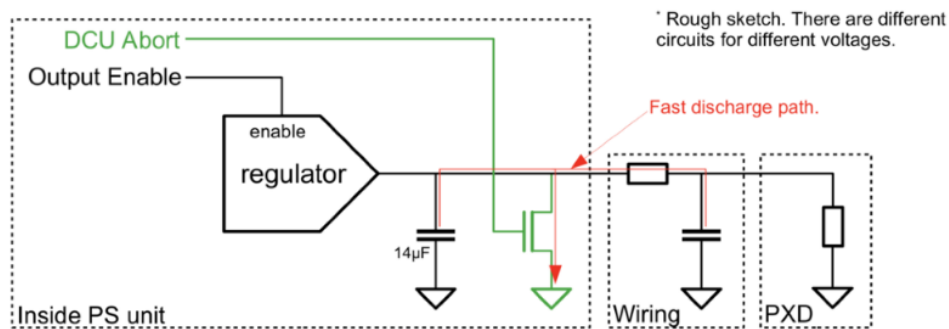 * Rough sketch. There are different
circuits for different voltages.
DCU Abort
Output Enable
Fast discharge path.
enable
regulator
14µF
Inside PS unit
Wiring
PXD